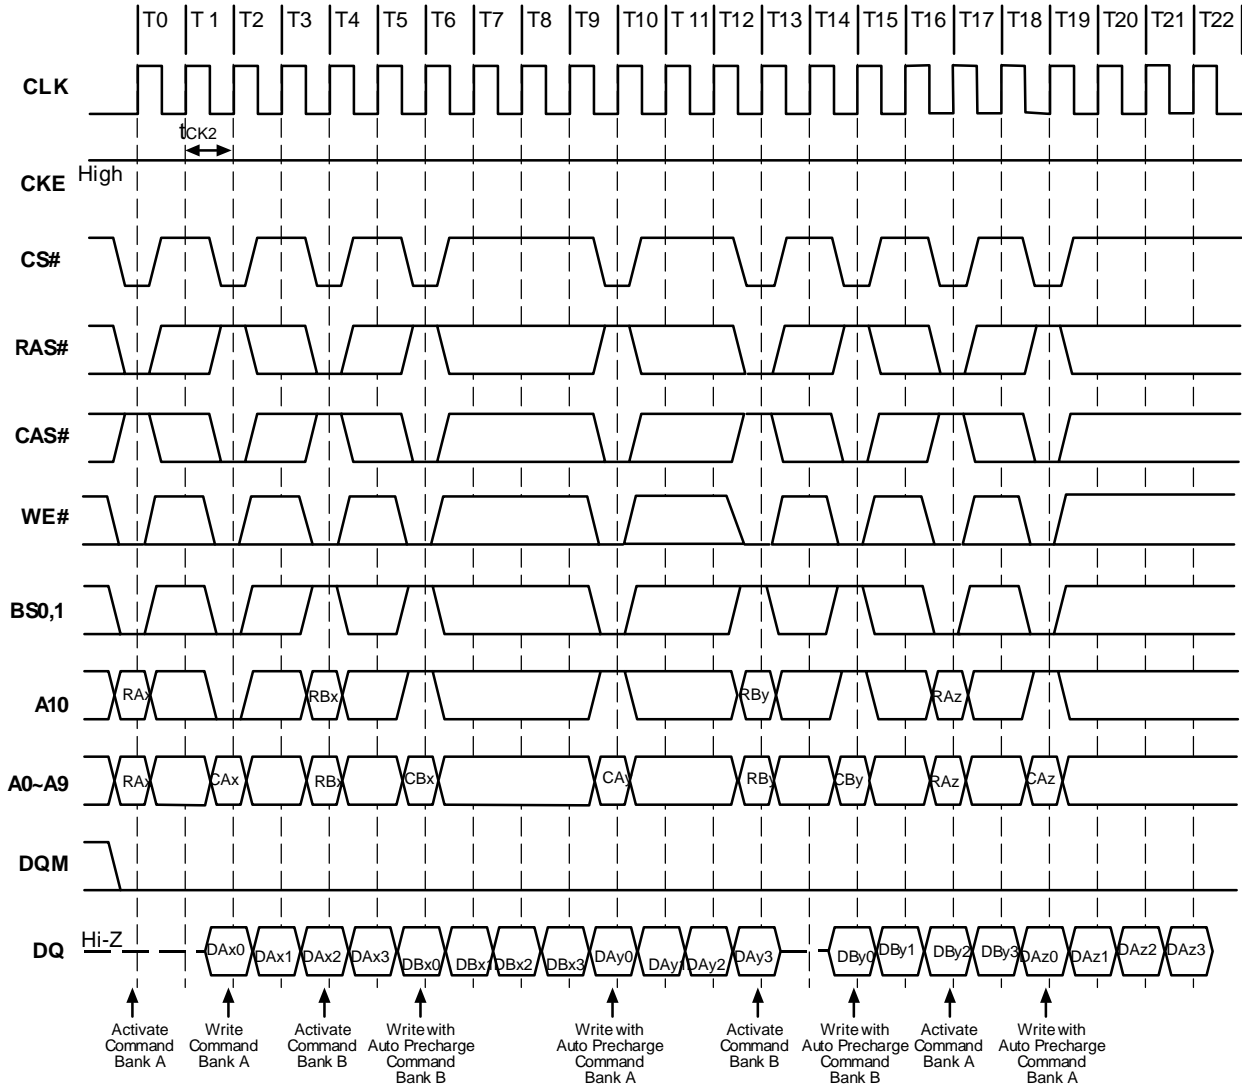 T0 T 1 T2 T3 T4 T5 T6 T7 T8 T9 T10 T 11 T12 T13 T14 T15 T16 T17 T18 T19 T20 T21 T22
CLK
tCK2
High
CKE
CS#
RAS#
CAS#
WE#
BS0,1
A10 RAx RBx RBy RAz
A0~A9 RAx CAx RBx CBx CAy RBy CBy RAz CAz
DQM
Hi-Z
DQ DAx0 DAx1 DAx2 DAx3 DBx0 DBx1 DBx2 DBx3 DAy0 DAy1 DAy2 DAy3 DBy0 DBy1 DBy2 DBy3 DAz0 DAz1 DAz2 DAz3
Activate
Command
Bank A
Write
Command
Bank A
Activate
Command
Bank B
Write with
Auto Precharge
Command
Bank B
Write with
Auto Precharge
Command
Bank A
Activate
Command
Bank B
Write with
Auto Precharge
Command
Bank B
Activate
Command
Bank A
Write with
Auto Precharge
Command
Bank A